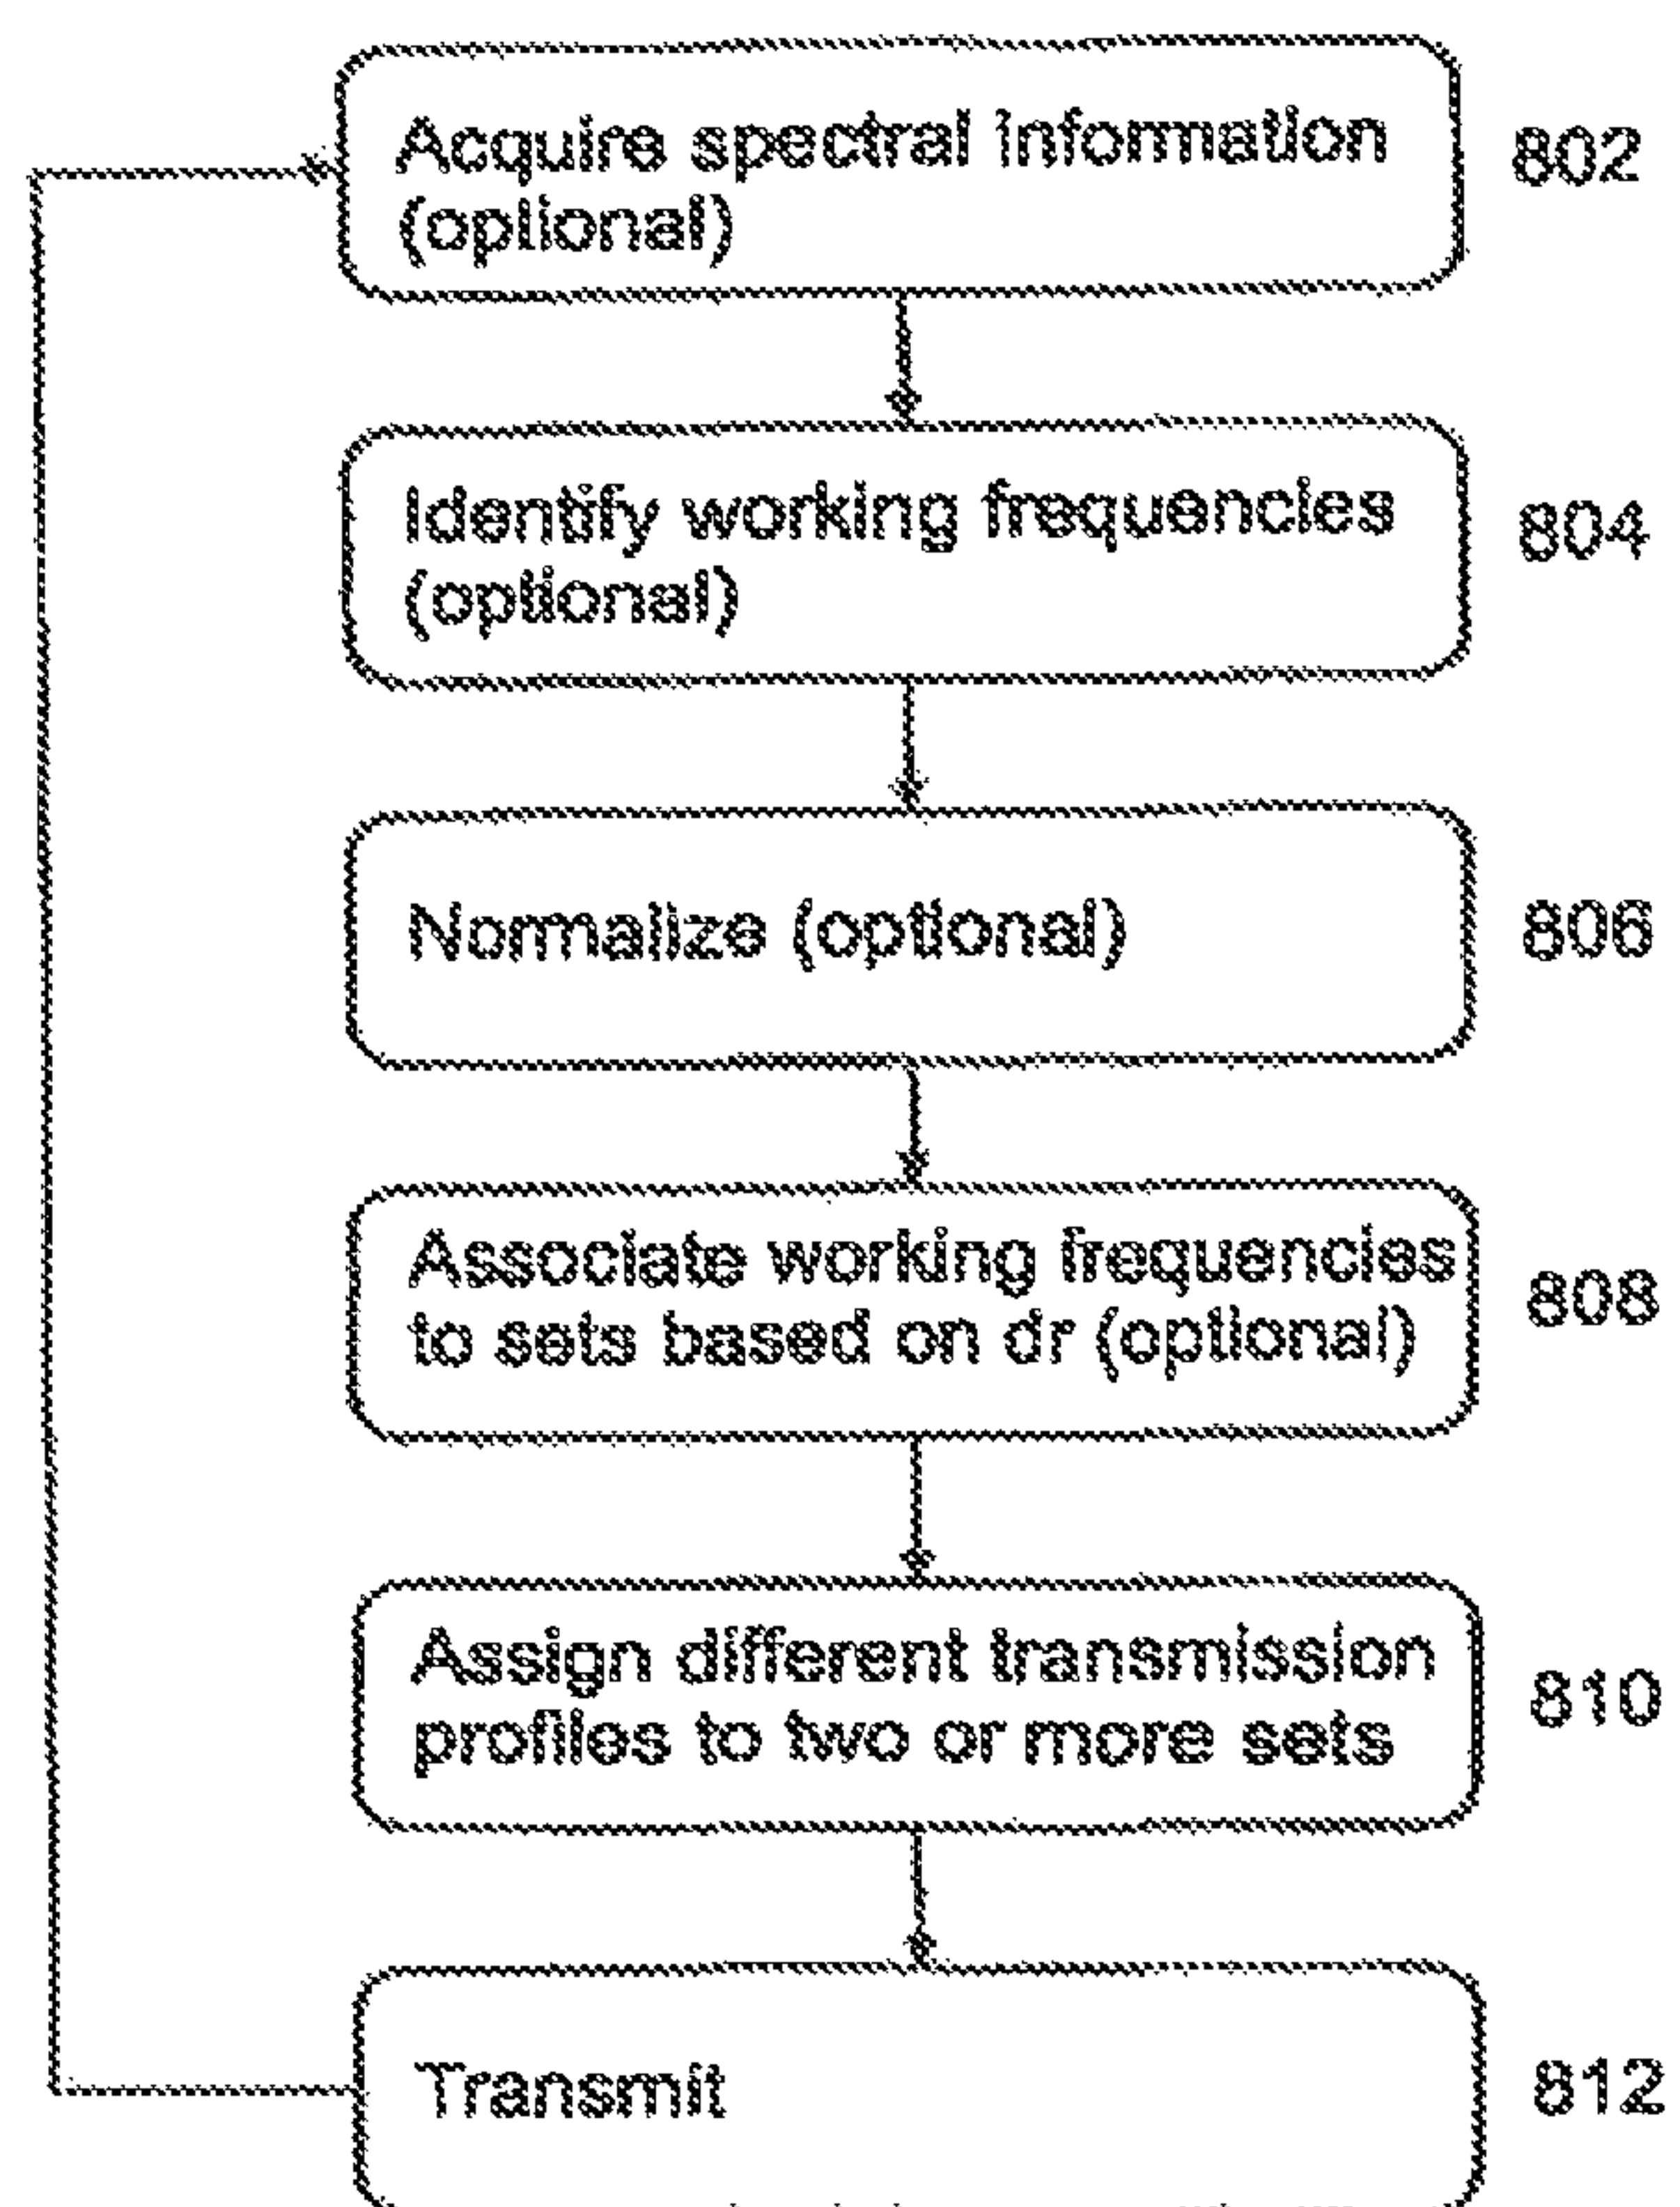 Acquire spectral information
(optional)
802
Identify working frequencies
(optional)
804
Normalize (optional)
806
Associate working frequencies
to sets based on dr (optional)
808
Assign different transmission
profiles to two or more sets
810
Transmit
812